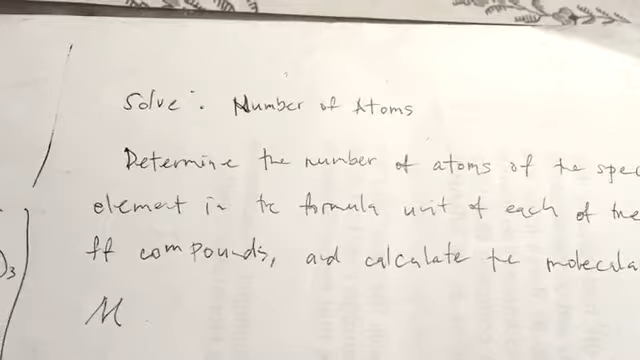 Solve: Number of Atoms
Determine the number of atoms of the spec
element in the formula unit of each of the
ff compounds, and calculate the molecula
M
)3